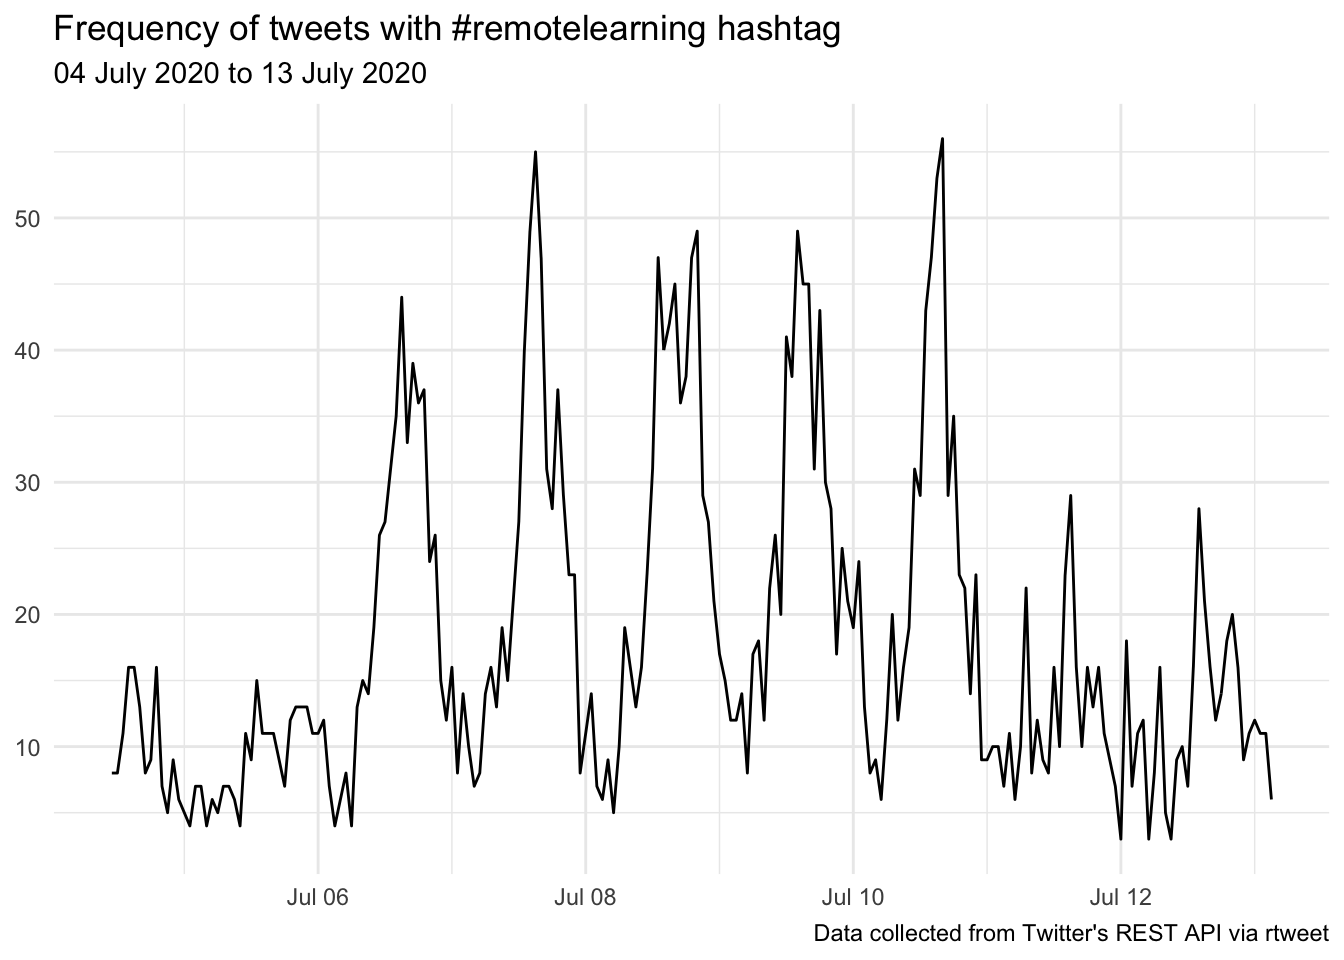 Frequency of tweets with #remotelearning hashtag
04 July 2020 to 13 July 2020
50
40
30
20
10
Jul 06 Jul 08 Jul 10 Jul 12
Data collected from Twitter's REST API via rtweet